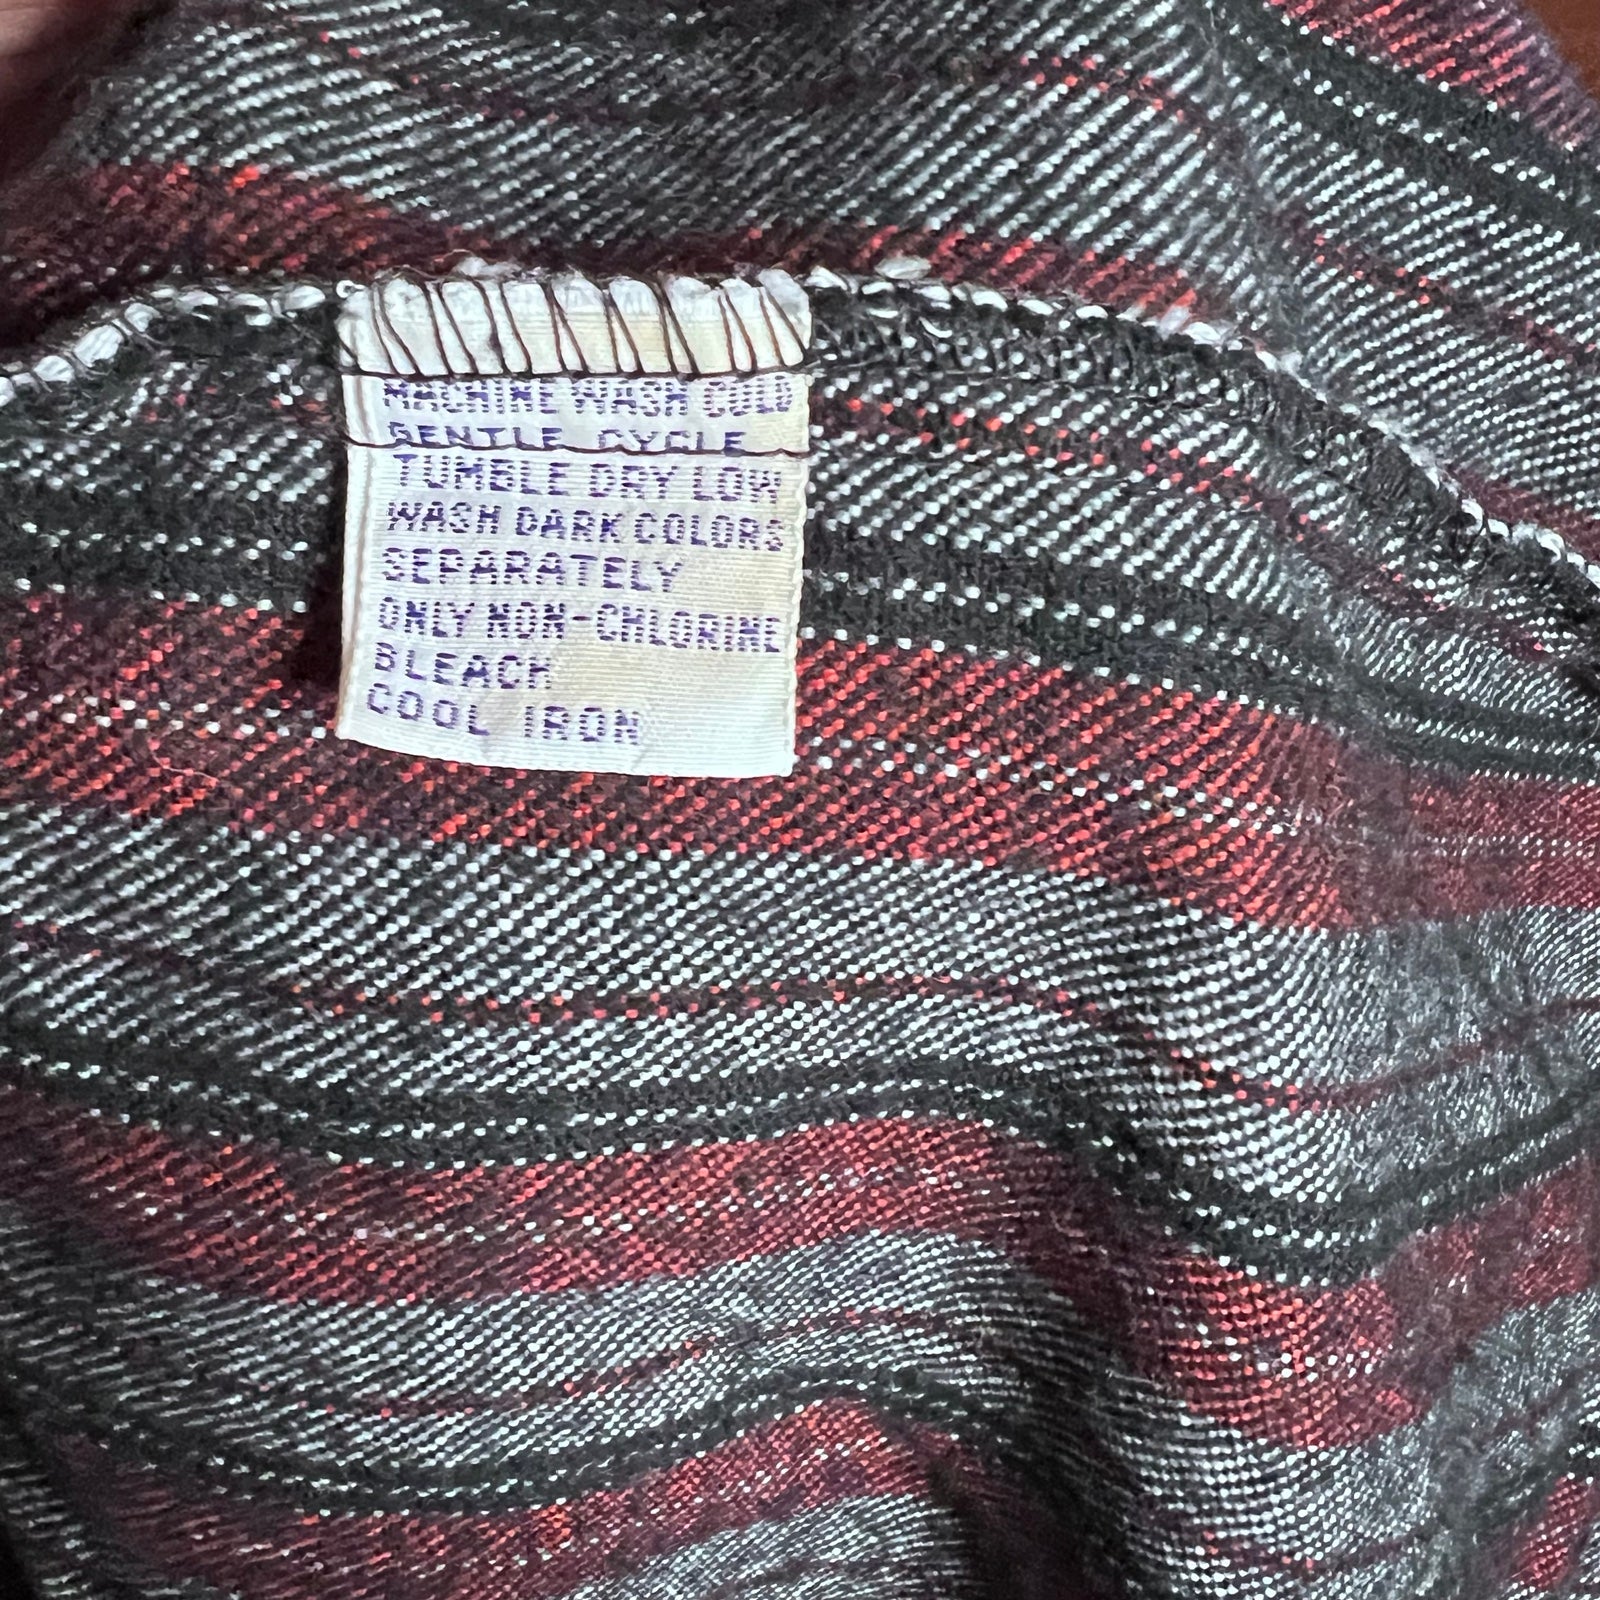 MACHINE WASH COLD
GENTLE CYCLE
TUMBLE DRY LOW
WASH DARK COLORS
SEPARATELY
ONLY NON-CHLORINE
BLEACH
COOL IRON